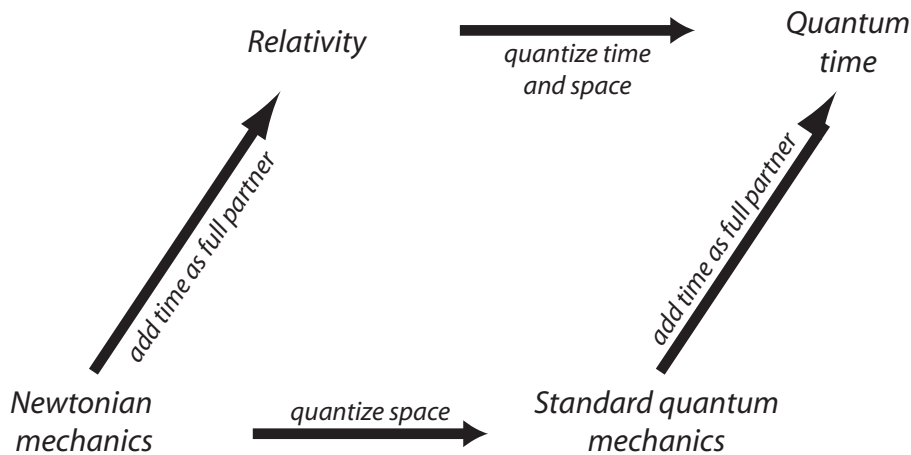 Relativity
quantize time
and space
Quantum
time
add time as full partner
add time as full partner
Newtonian
mechanics
quantize space
Standard quantum
mechanics